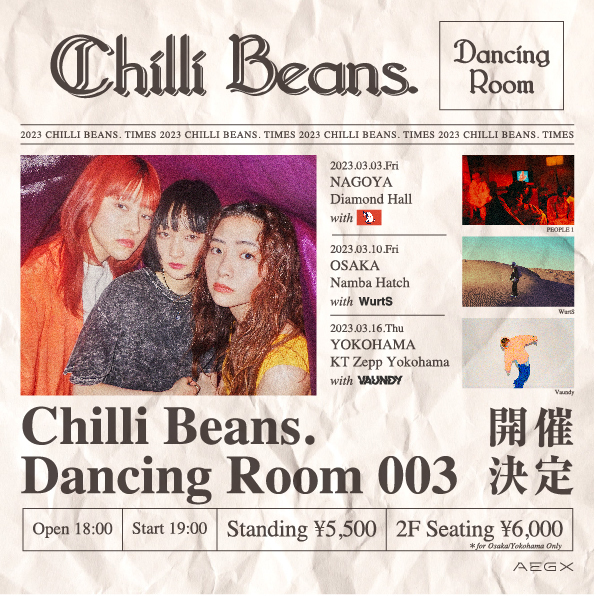 Chilli Beans.
Dancing
Room
2023 CHILLI BEANS. TIMES 2023 CHILLI BEANS. TIMES 2023 CHILLI BEANS. TIMES 2023 CHILLI BEANS. TIMES
2023.03.03.Fri
NAGOYA
Diamond Hall
with
PEOPLE 1
2023.03.10.Fri
OSAKA
Namba Hatch
with WurtS
WurtS
2023.03.16.Thu
YOKOHAMA
KT Zepp Yokohama
with VAUNDY
Vaundy
Chilli Beans.
Dancing Room 003
開催
決定
Open 18:00
Start 19:00
Standing ¥5,500
2F Seating ¥6,000
*for Osaka/Yokohama Only
AEGX